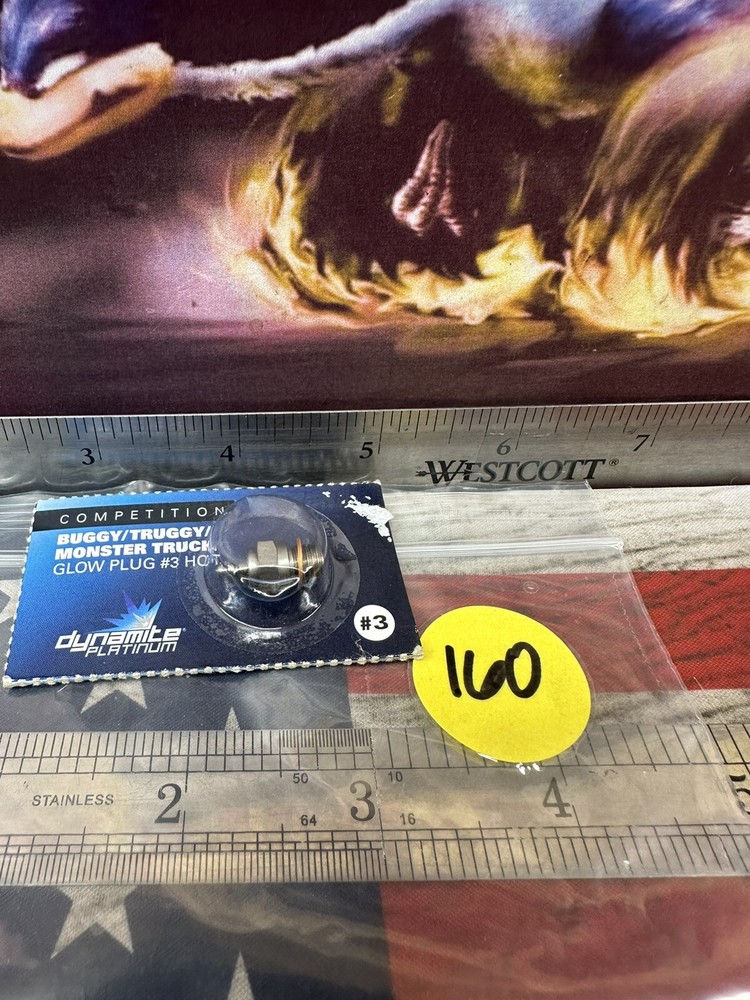 3 4 5 6 7
WESTCOTT®
COMPETITION
BUGGY/TRUGGY/
MONSTER TRUCK
GLOW PLUG #3 HOT
dynamite®
PLATINUM
#3
160
50 10
STAINLESS 2 3 4 5
64 16